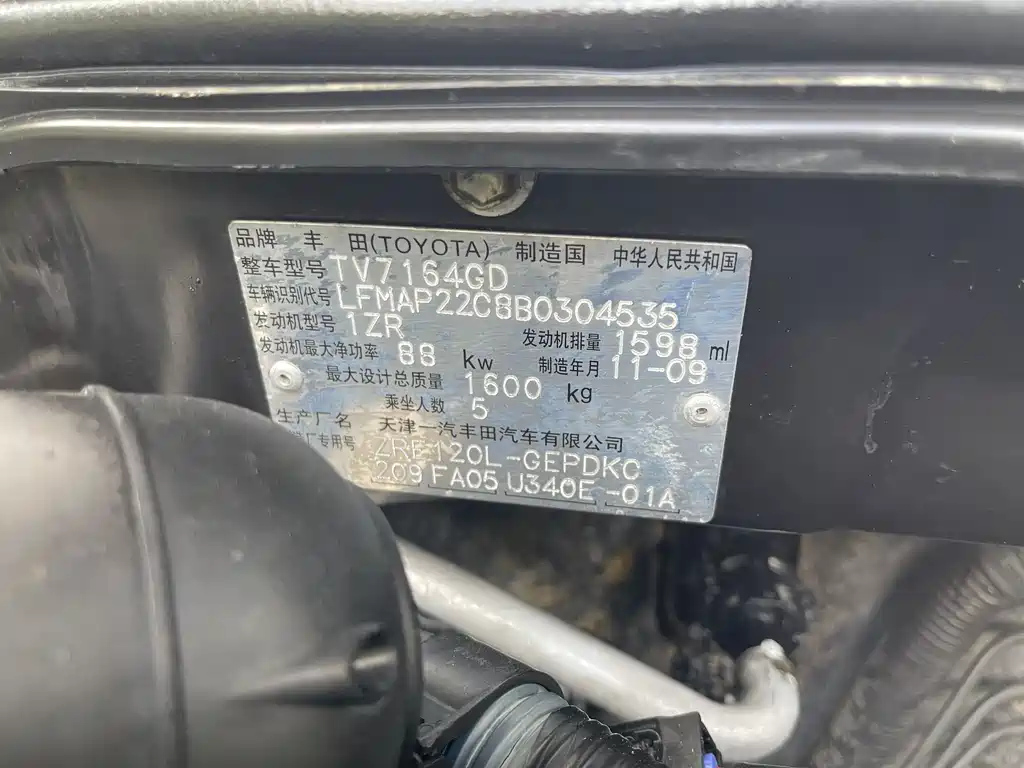 品牌 丰 田(TOYOTA) 制造国 中华人民共和国
整车型号 TV7164GD
车辆识别代号 LFMAP22C8B0304535
发动机型号 1ZR 发动机排量 1598 ml
发动机最大净功率 88 kw 制造年月 11-09
最大设计总质量 1600 kg
乘坐人数 5
生产厂名 天津一汽丰田汽车有限公司
厂专用号 ZRE120L-GEPDKC
209 FA05 U340E -01A